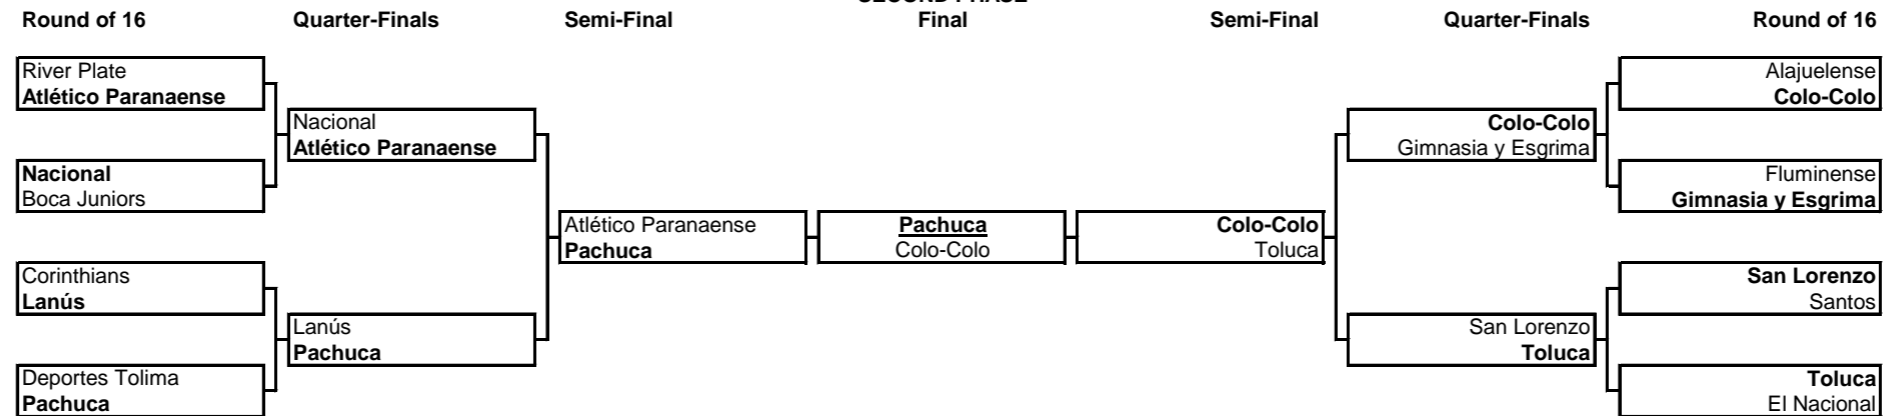 SECOND PHASE
Round of 16 Quarter-Finals Semi-Final Final Semi-Final Quarter-Finals Round of 16
River Plate
Atlético Paranaense
Nacional
Boca Juniors
Corinthians
Lanús
Deportes Tolima
Pachuca
Nacional
Atlético Paranaense
Lanús
Pachuca
Atlético Paranaense
Pachuca
Pachuca
Colo-Colo
Colo-Colo
Toluca
Colo-Colo
Gimnasia y Esgrima
San Lorenzo
Toluca
Alajuelense
Colo-Colo
Fluminense
Gimnasia y Esgrima
San Lorenzo
Santos
Toluca
El Nacional